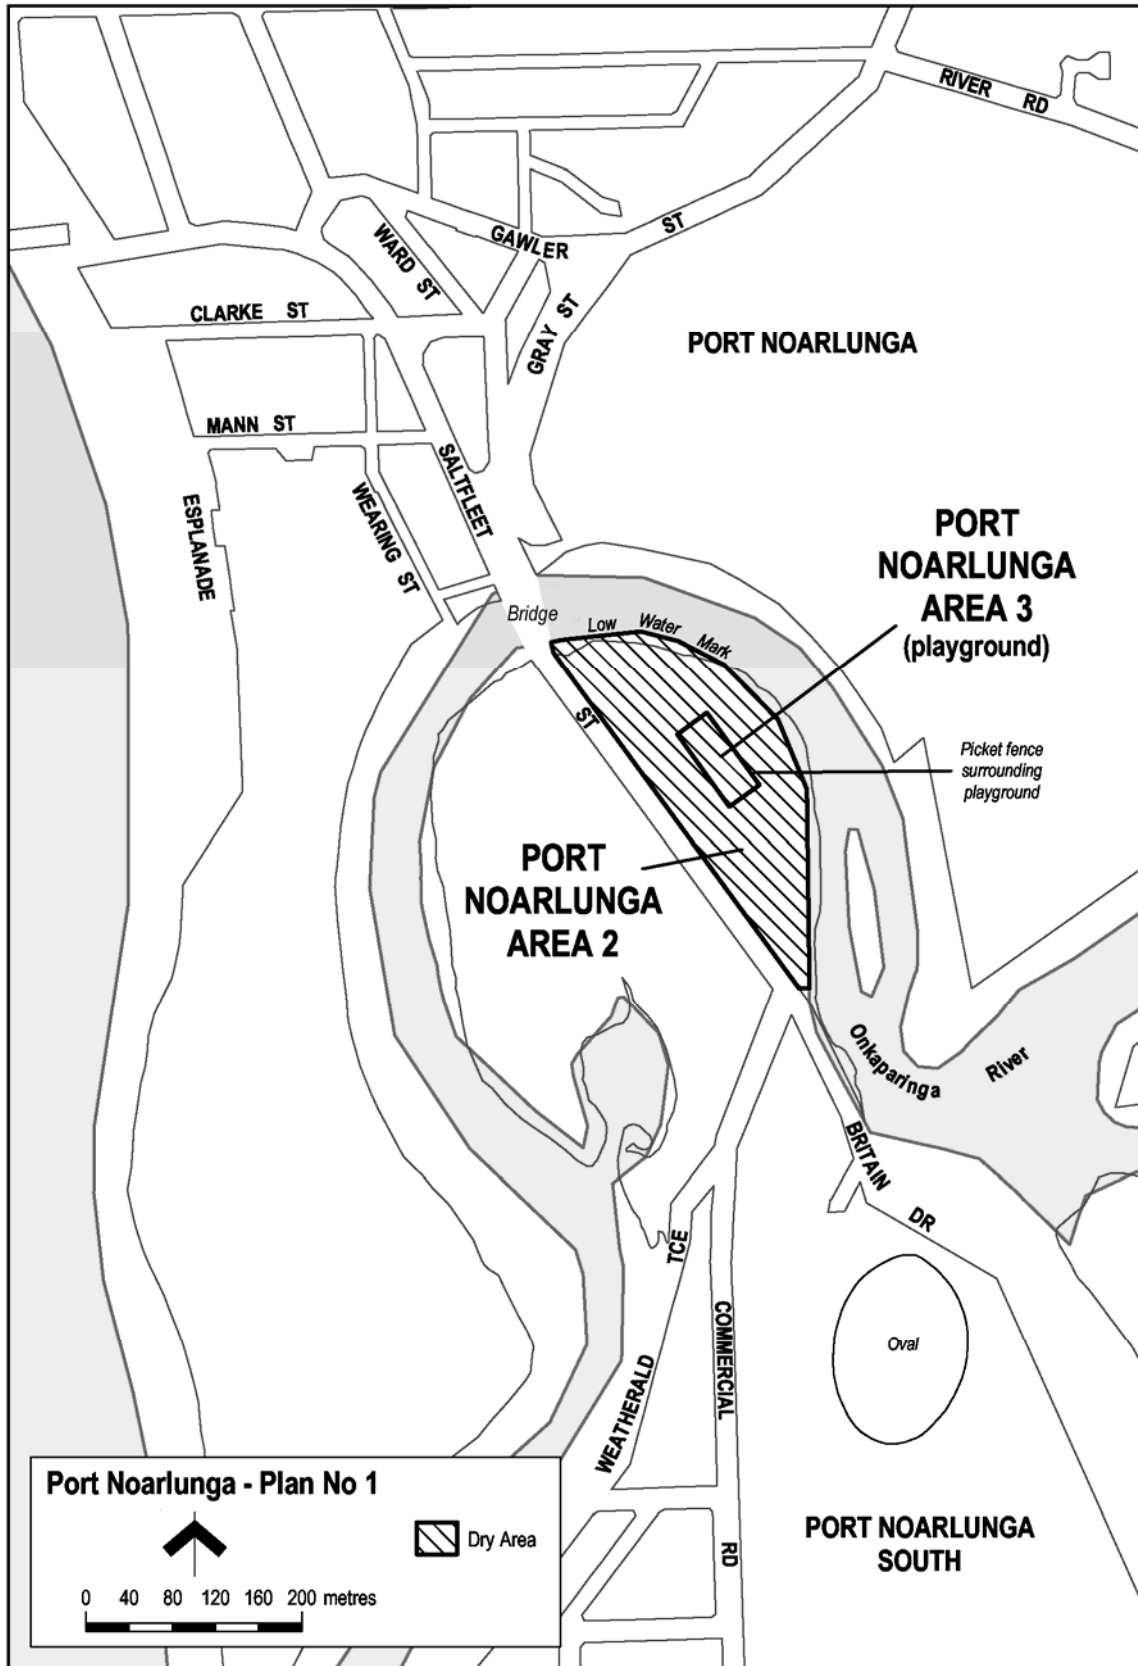 RIVER RD
WARD ST
GAWLER
ST
CLARKE ST
GRAY ST
PORT NOARLUNGA
MANN ST
SALTFLEET
ESPLANADE
WEARING ST
PORT
NOARLUNGA
AREA 3
(playground)
Bridge
Low Water Mark
ST
Picket fence
surrounding
playground
PORT
NOARLUNGA
AREA 2
Onkaparinga River
BRITAIN
DR
TCE
COMMERCIAL
Oval
WEATHERALD
Port Noarlunga - Plan No 1
Dry Area
0 40 80 120 160 200 metres
RD
PORT NOARLUNGA
SOUTH